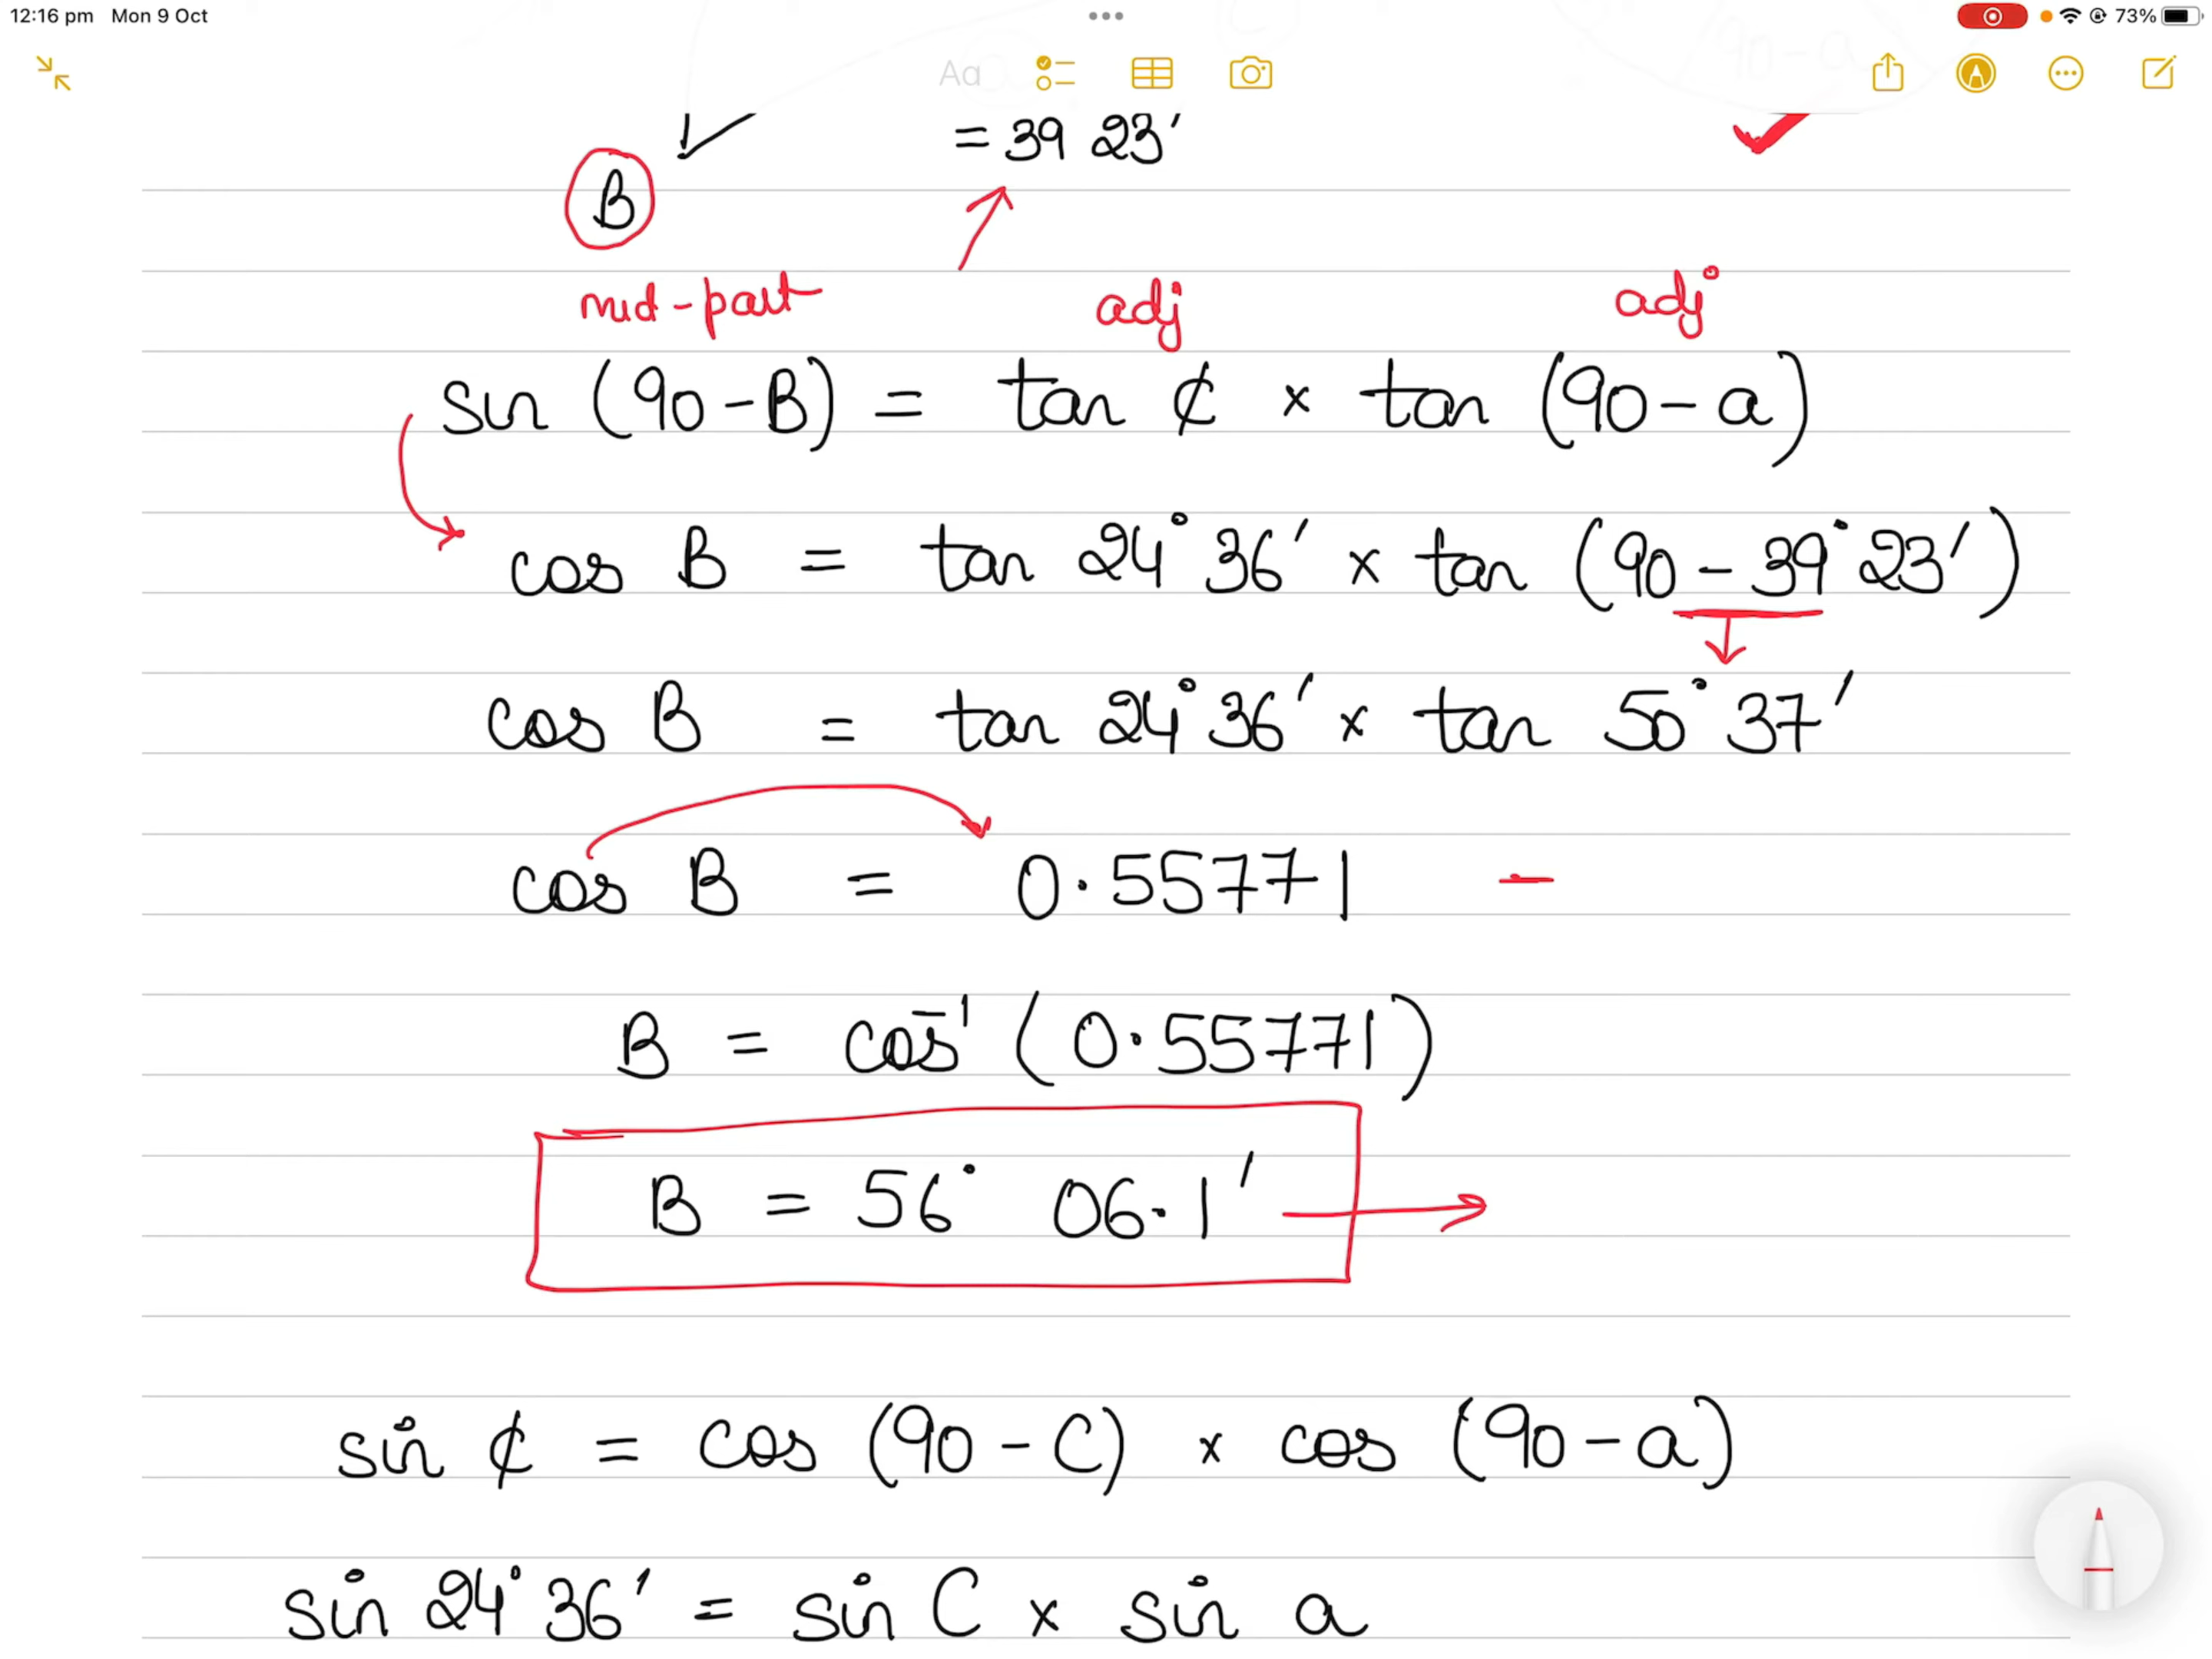 12:16 pm Mon 9 Oct 73%
Aa
= 39 23'
B
mid-part adj adj
sin (90-B) = tan ¢ x tan (90-a)
cos B = tan 24° 36' x tan (90-39° 23')
cos B = tan 24° 36' x tan 50° 37'
cos B = 0.55771 -
B = cos⁻¹ (0.55771)
B = 56° 06.1'
sin ¢ = cos (90-C) x cos (90-a)
sin 24° 36' = sin C x sin a